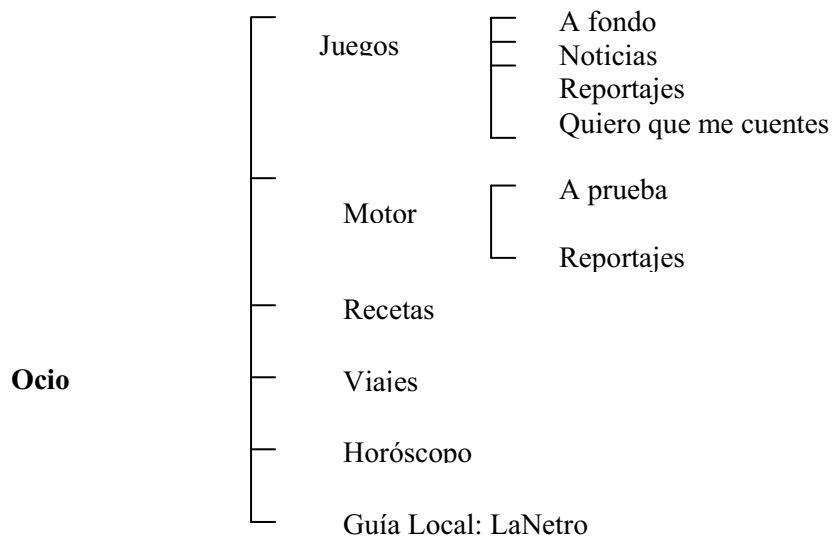 Juegos
A fondo
Noticias
Reportajes
Quiero que me cuentes
Motor
A prueba
Reportajes
Recetas
Ocio
Viajes
Horóscopo
Guía Local: LaNetro